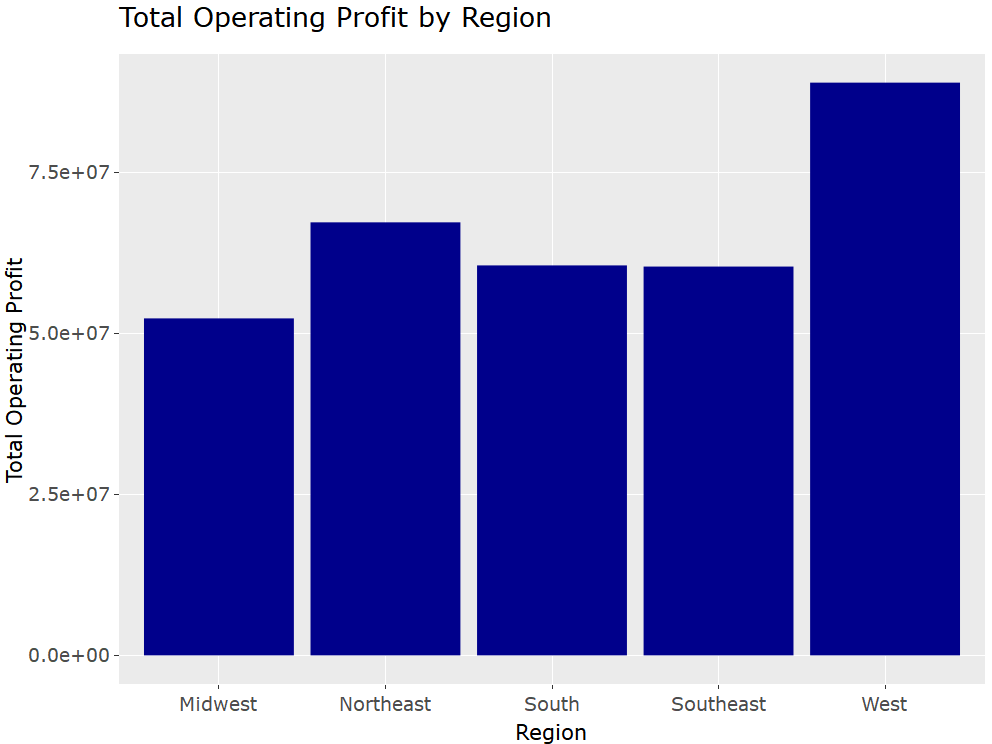 Total Operating Profit by Region
Total Operating Profit
7.5e+07
5.0e+07
2.5e+07
0.0e+00
Midwest Northeast South Southeast West
Region